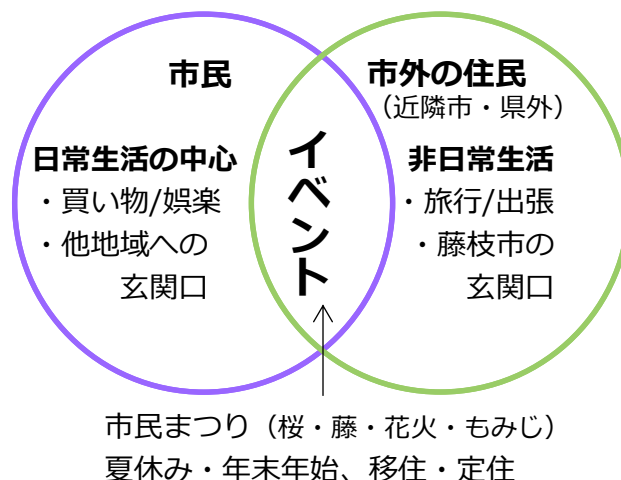 市民
日常生活の中心
・買い物/娯楽
・他地域への
玄関口
イベント
市外の住民
（近隣市・県外）
非日常生活
・旅行/出張
・藤枝市の
玄関口
市民まつり（桜・藤・花火・もみじ）
夏休み・年末年始、移住・定住